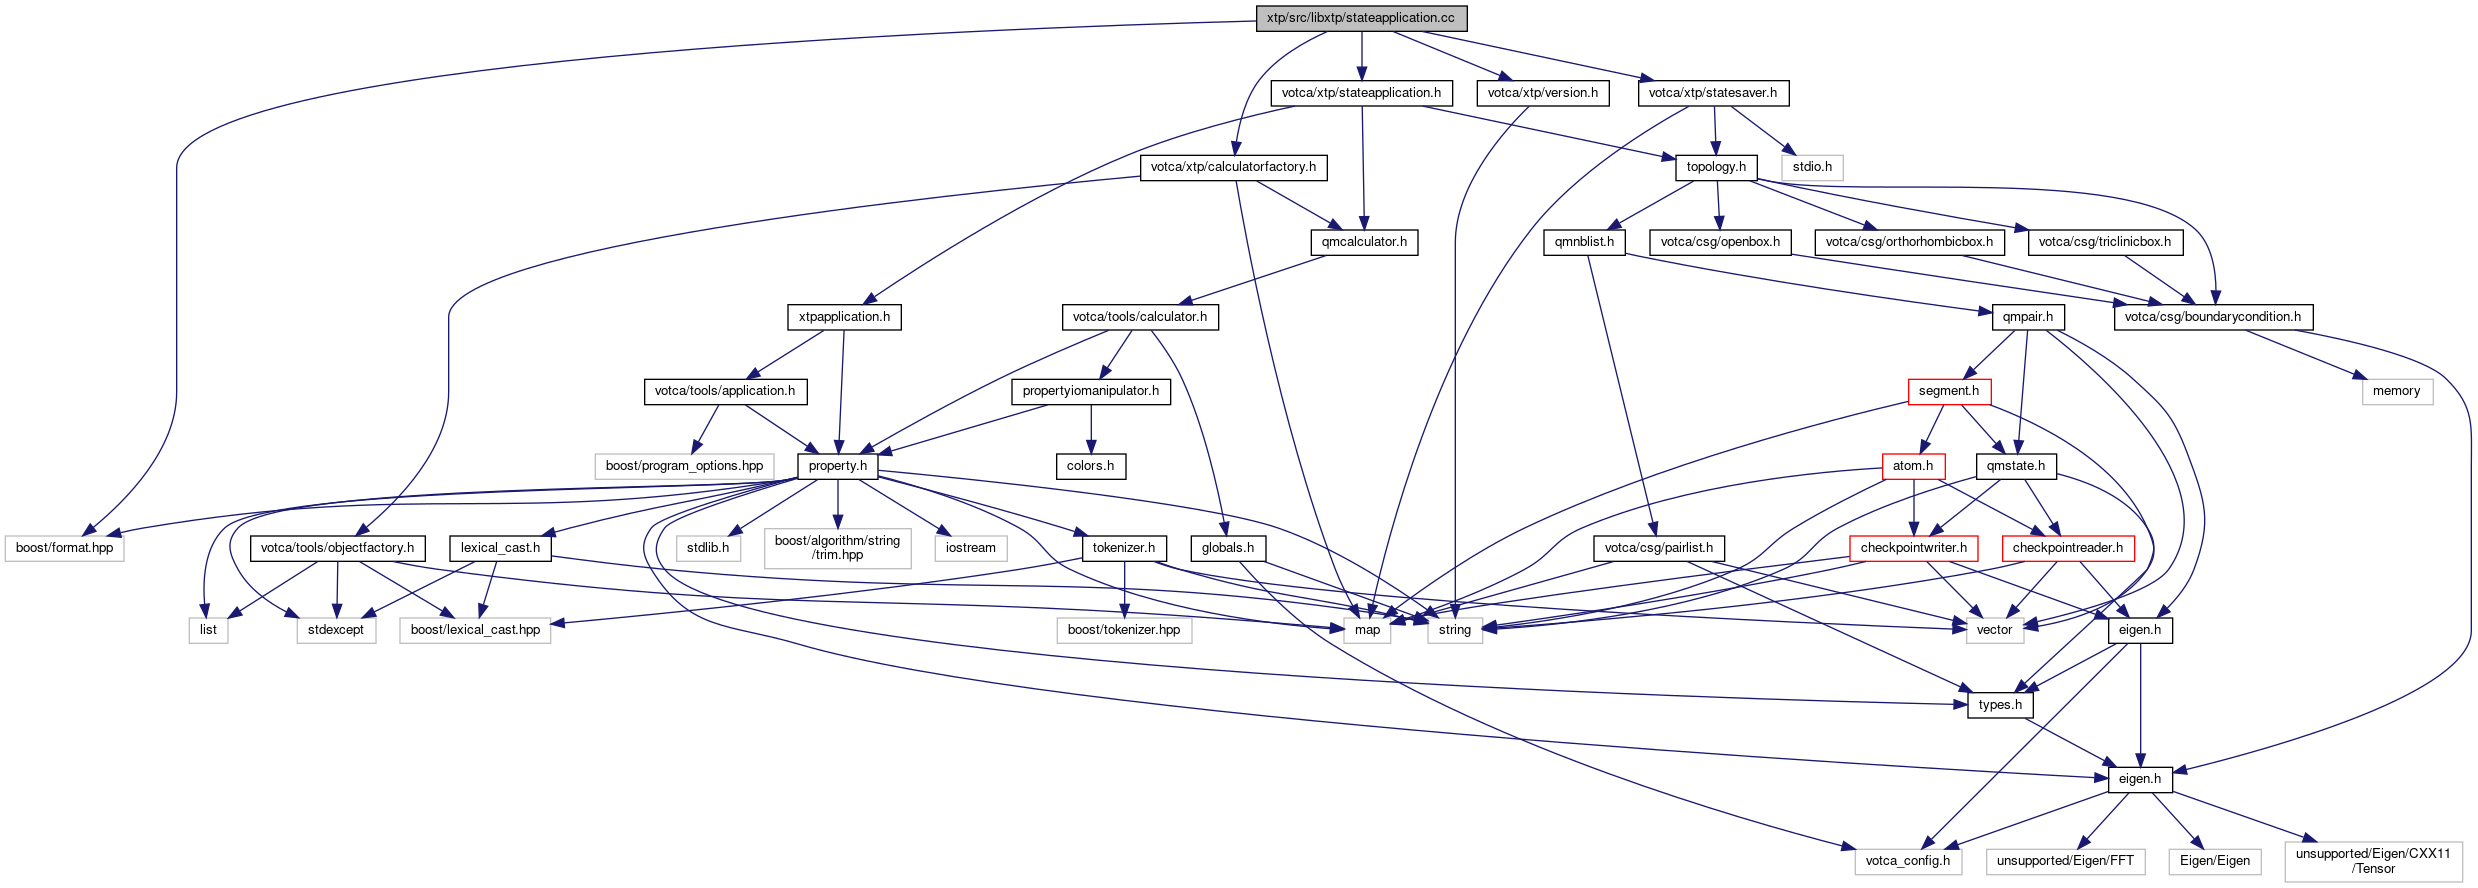 xtp/src/libxtp/stateapplication.cc
votca/xtp/stateapplication.h
votca/xtp/version.h
votca/xtp/statesaver.h
votca/xtp/calculatorfactory.h
topology.h
stdio.h
qmcalculator.h
qmnblist.h
votca/csg/openbox.h
votca/csg/orthorhombicbox.h
votca/csg/triclinicbox.h
xtpapplication.h
votca/tools/calculator.h
qmpair.h
votca/csg/boundarycondition.h
votca/tools/application.h
propertyiomanipulator.h
segment.h
memory
boost/program_options.hpp
property.h
colors.h
atom.h
qmstate.h
boost/format.hpp
votca/tools/objectfactory.h
lexical_cast.h
stdlib.h
boost/algorithm/string
/trim.hpp
iostream
tokenizer.h
globals.h
votca/csg/pairlist.h
checkpointwriter.h
checkpointreader.h
list
stdexcept
boost/lexical_cast.hpp
boost/tokenizer.hpp
map
string
vector
eigen.h
types.h
eigen.h
votca_config.h
unsupported/Eigen/FFT
Eigen/Eigen
unsupported/Eigen/CXX11
/Tensor